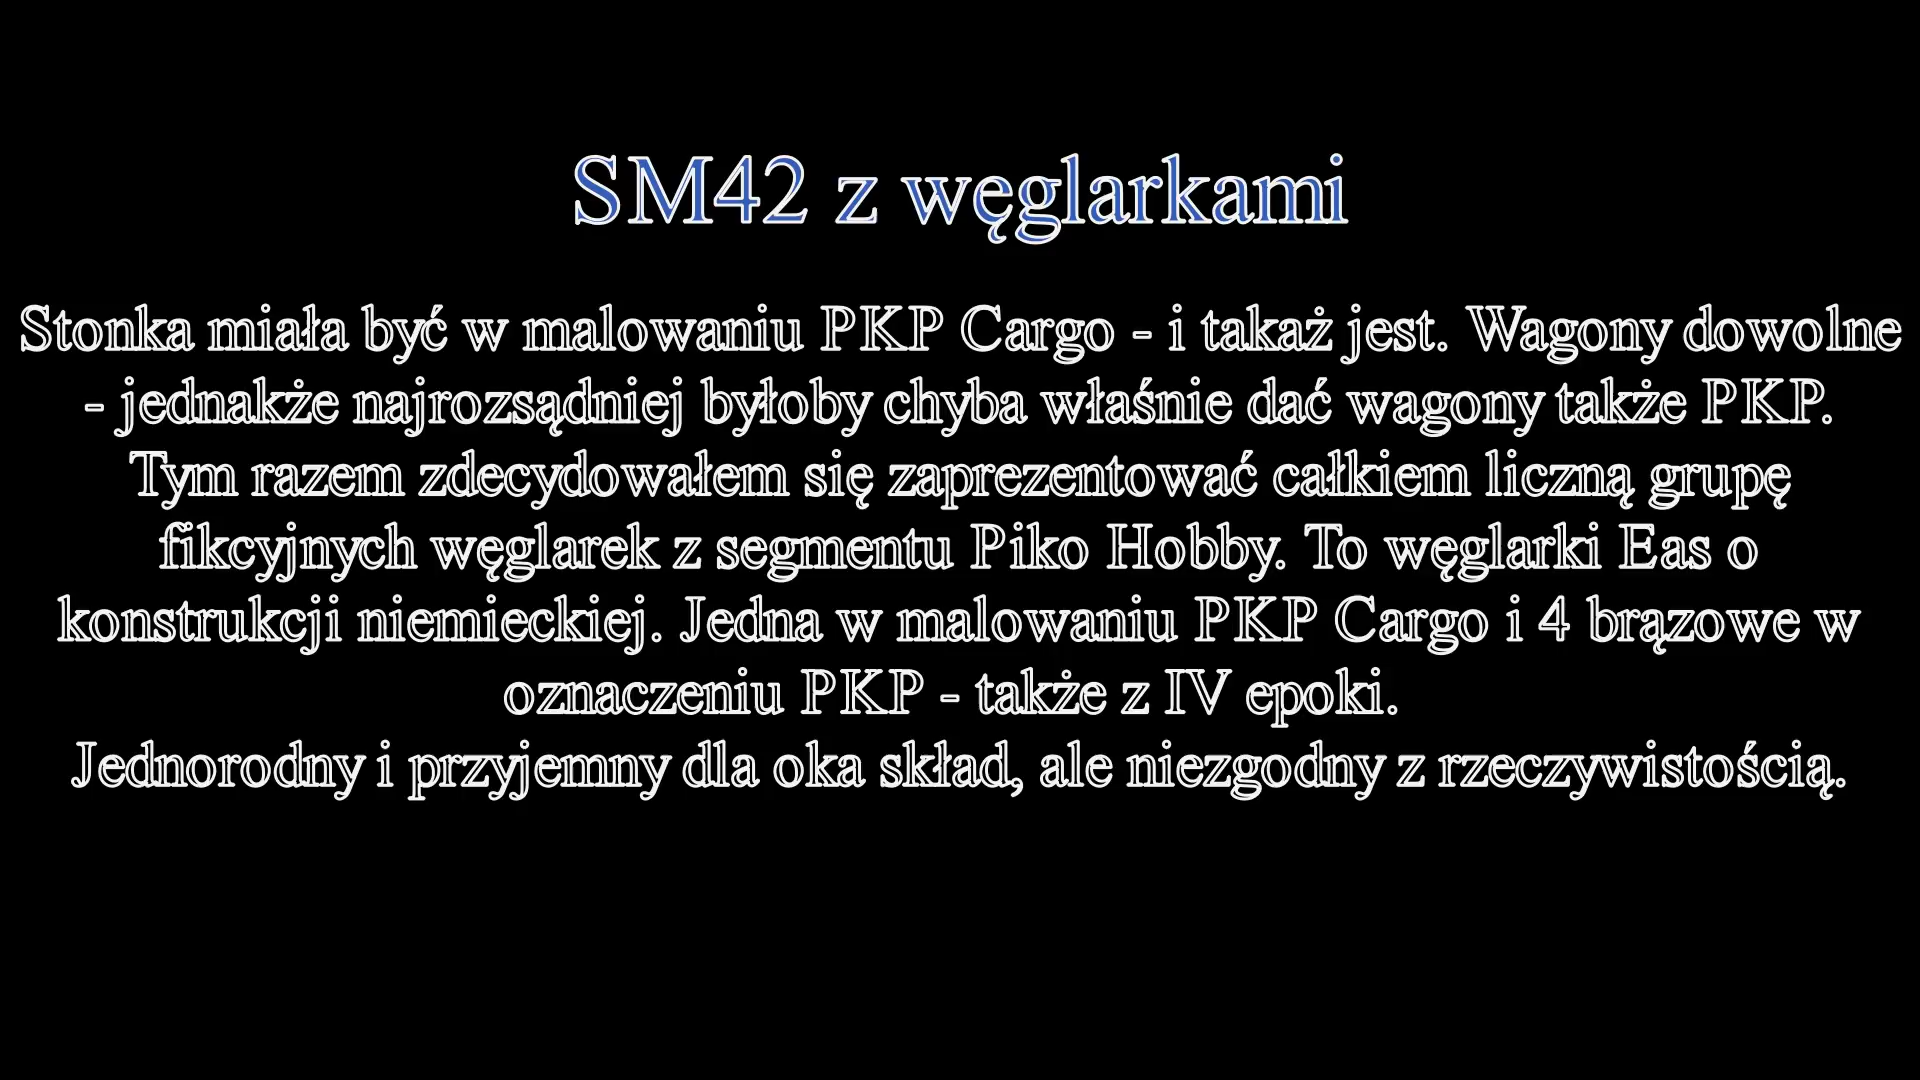 SM42 z węglarkami
Stonka miała być w malowaniu PKP Cargo - i takaż jest. Wagony dowolne
- jednakże najrozsądniej byłoby chyba właśnie dać wagony także PKP.
Tym razem zdecydowałem się zaprezentować całkiem liczną grupę
fikcyjnych węglarek z segmentu Piko Hobby. To węglarki Eas o
konstrukcji niemieckiej. Jedna w malowaniu PKP Cargo i 4 brązowe w
oznaczeniu PKP - także z IV epoki.
Jednorodny i przyjemny dla oka skład, ale niezgodny z rzeczywistością.